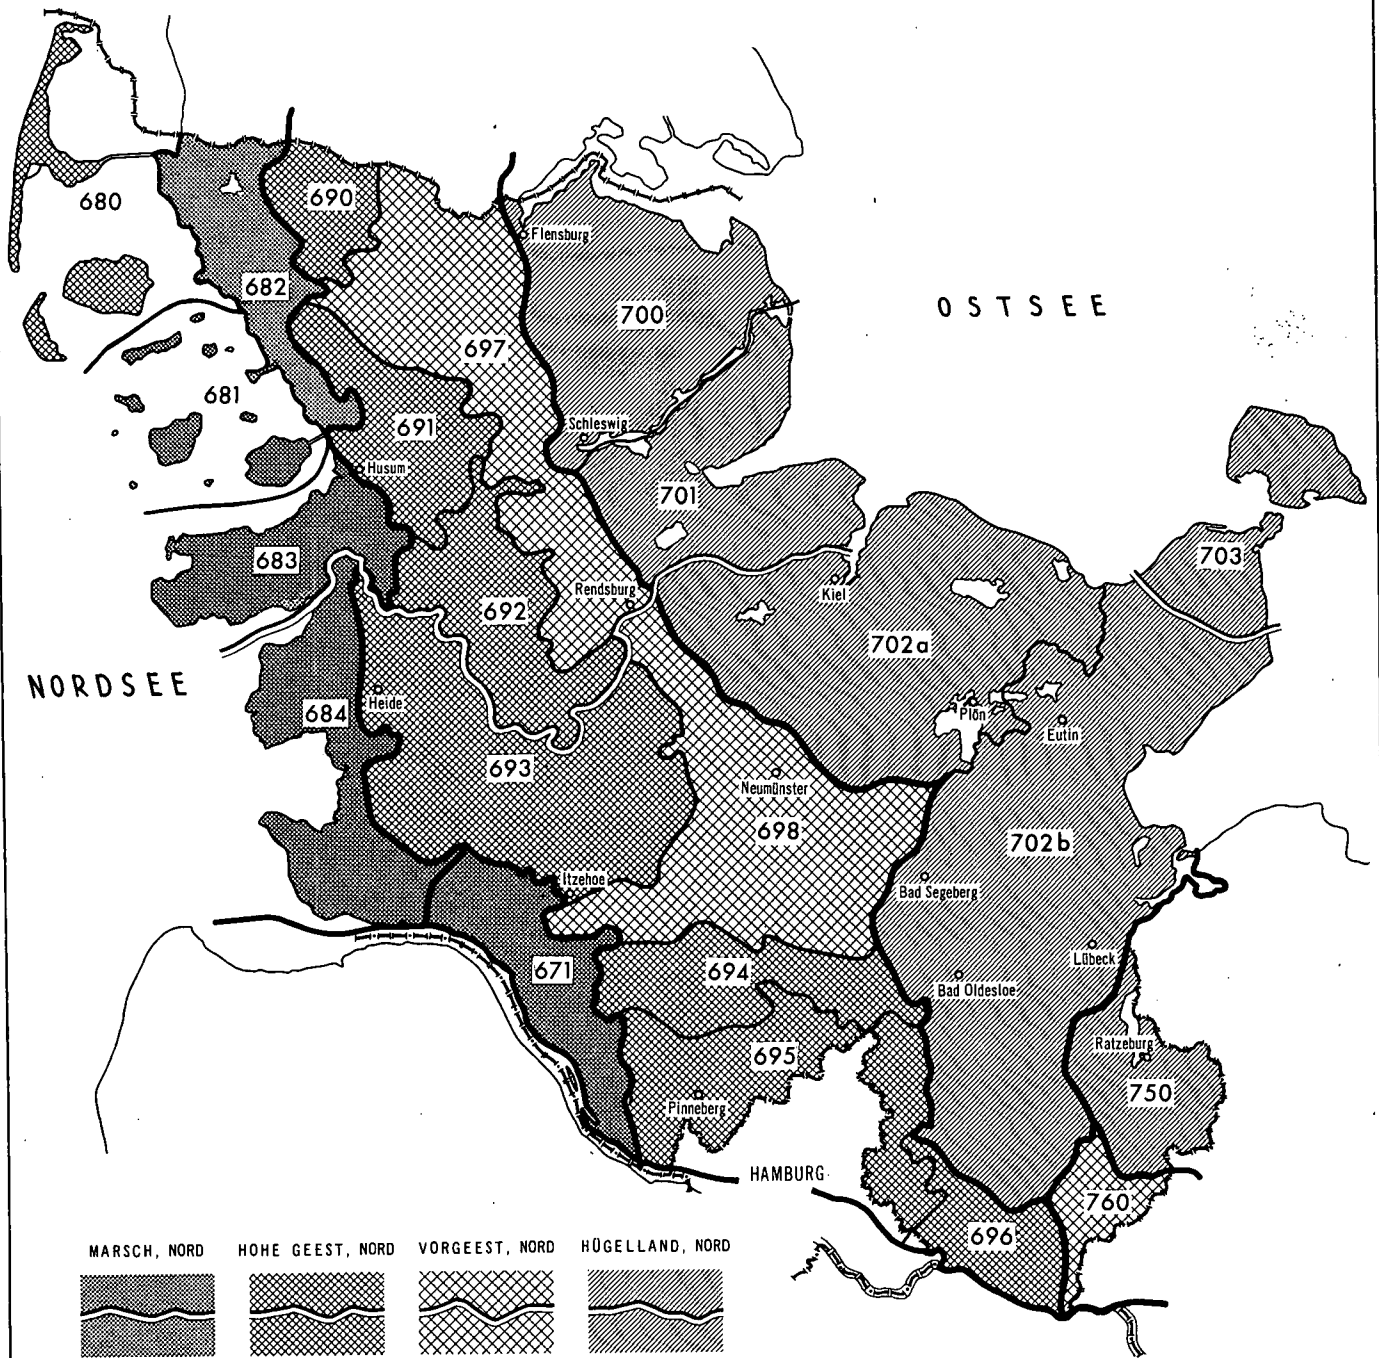 680
690
Flensburg
682
700
OSTSEE
697
681
691
Schleswig
Husum
701
683
703
Rendsburg
Kiel
692
702a
NORDSEE
684
Heide
Plön
Eutin
693
Neumünster
698
702b
Itzehoe
Bad Segeberg
671
694
Lübeck
Bad Oldesloe
695
Ratzeburg
750
Pinneberg
HAMBURG
760
696
MARSCH, NORD
HOHE GEEST, NORD
VORGEEST, NORD
HÜGELLAND, NORD